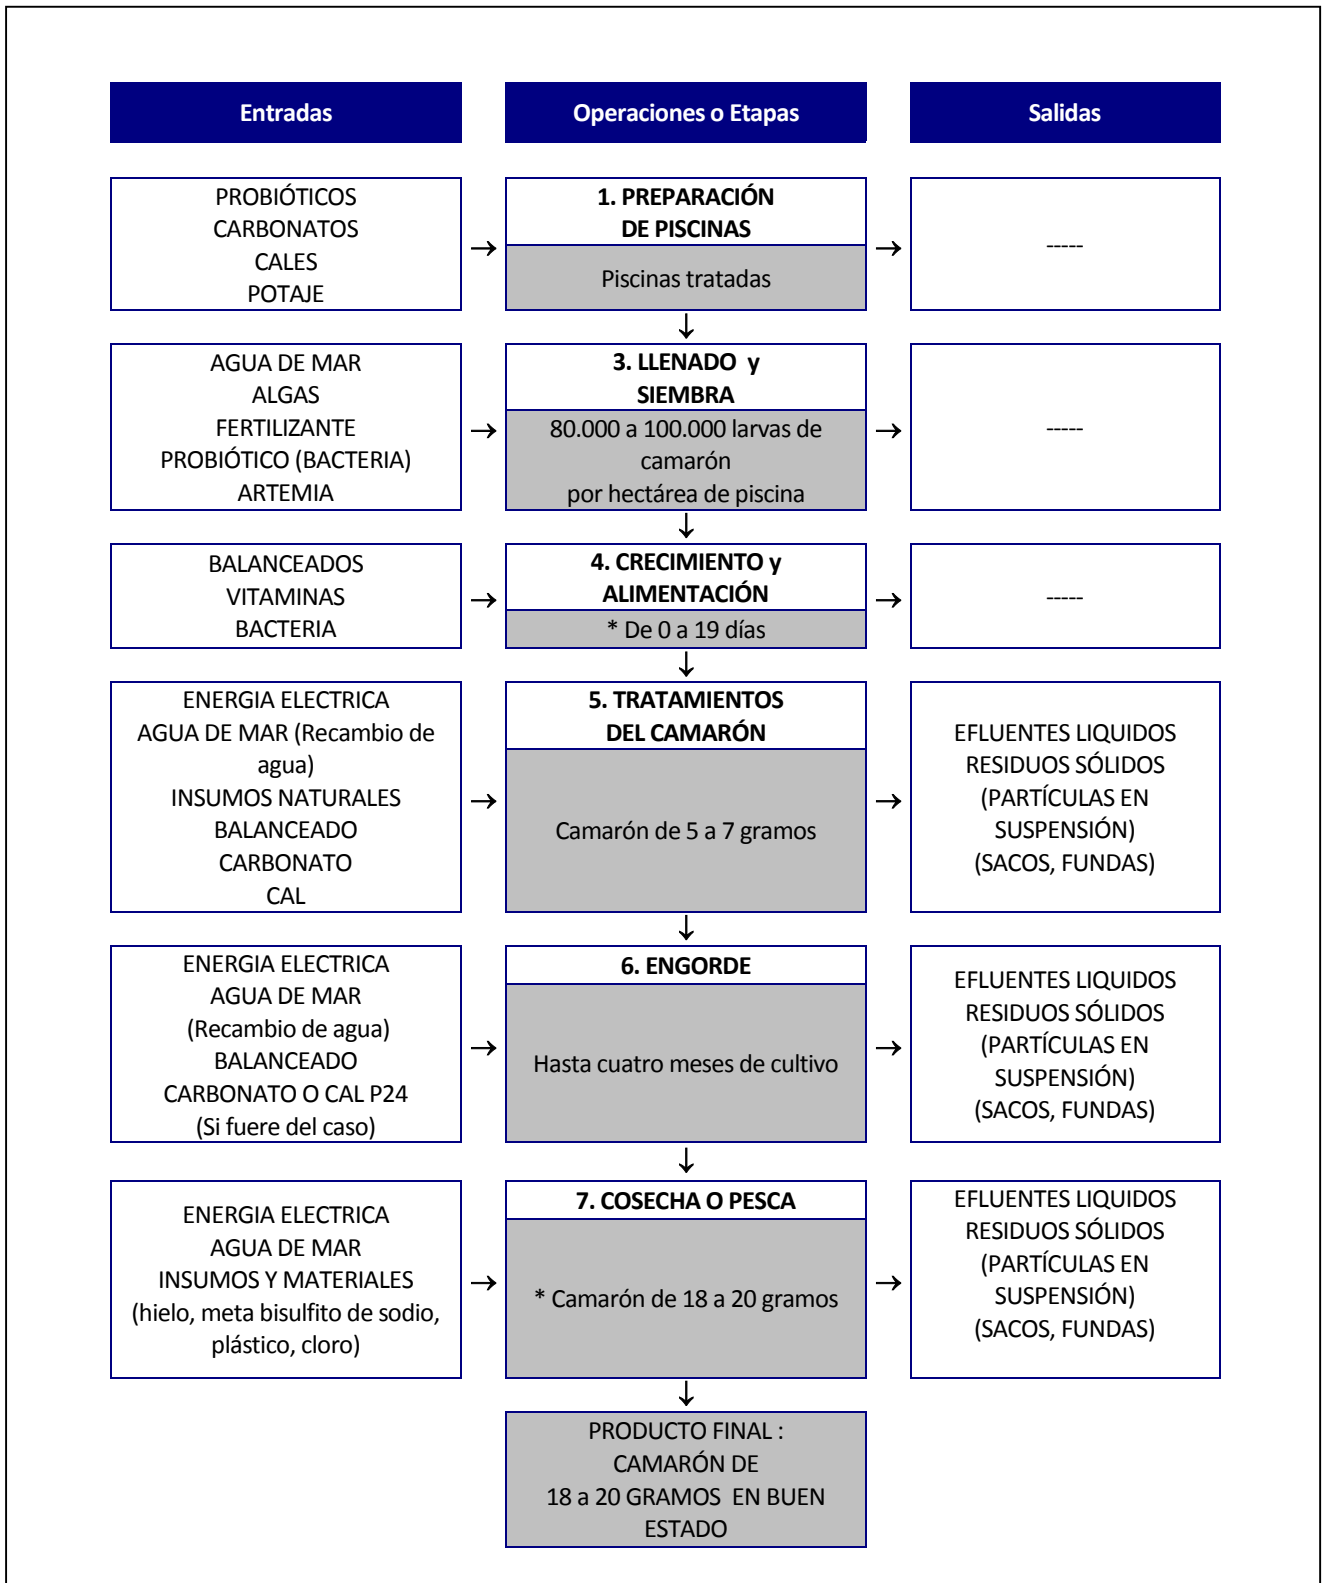 Entradas
Operaciones o Etapas
Salidas
PROBIÓTICOS
CARBONATOS
CALES
POTAJE
→
1. PREPARACIÓN
DE PISCINAS
Piscinas tratadas
→
-----
↓
AGUA DE MAR
ALGAS
FERTILIZANTE
PROBIÓTICO (BACTERIA)
ARTEMIA
→
3. LLENADO y
SIEMBRA
80.000 a 100.000 larvas de
camarón
por hectárea de piscina
→
-----
↓
BALANCEADOS
VITAMINAS
BACTERIA
→
4. CRECIMIENTO y
ALIMENTACIÓN
* De 0 a 19 días
→
-----
↓
ENERGIA ELECTRICA
AGUA DE MAR (Recambio de
agua)
INSUMOS NATURALES
BALANCEADO
CARBONATO
CAL
→
5. TRATAMIENTOS
DEL CAMARÓN
Camarón de 5 a 7 gramos
→
EFLUENTES LIQUIDOS
RESIDUOS SÓLIDOS
(PARTÍCULAS EN
SUSPENSIÓN)
(SACOS, FUNDAS)
↓
ENERGIA ELECTRICA
AGUA DE MAR
(Recambio de agua)
BALANCEADO
CARBONATO O CAL P24
(Si fuere del caso)
→
6. ENGORDE
Hasta cuatro meses de cultivo
→
EFLUENTES LIQUIDOS
RESIDUOS SÓLIDOS
(PARTÍCULAS EN
SUSPENSIÓN)
(SACOS, FUNDAS)
↓
ENERGIA ELECTRICA
AGUA DE MAR
INSUMOS Y MATERIALES
(hielo, meta bisulfito de sodio,
plástico, cloro)
→
7. COSECHA O PESCA
* Camarón de 18 a 20 gramos
→
EFLUENTES LIQUIDOS
RESIDUOS SÓLIDOS
(PARTÍCULAS EN
SUSPENSIÓN)
(SACOS, FUNDAS)
↓
PRODUCTO FINAL :
CAMARÓN DE
18 a 20 GRAMOS EN BUEN
ESTADO